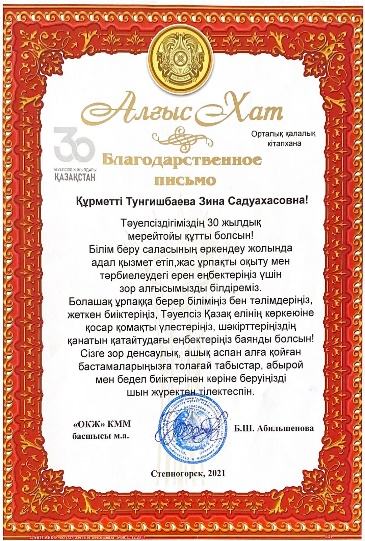 Алғыс Хат
Орталық қалалық
кітапхана
30
ҚАЗАҚСТАН
Благодарственное
письмо
Құрметті Тунгишбаева Зина Садуахасовна!
Тәуелсіздігіміздің 30 жылдық
мерейтойы құтты болсын!
Білім беру саласының өркендеу жолында
адал қызмет етіп,жас ұрпақты оқыту мен
тәрбиелеудегі ерен еңбектеріңіз үшін
зор алғысымызды білдіреміз.
Болашақ ұрпаққа берер біліміңіз бен тәлімдеріңіз,
жеткен биіктеріңіз, Тәуелсіз Қазақ елінің көркеюіне
қосар қомақты үлестеріңіз, шәкірттеріңіздің
қанатын қатайтудағы еңбектеріңіз баянды болсын!
Сізге зор денсаулық, ашық аспан алға қойған
бастамаларыңызға толағай табыстар, абырой
мен бедел биіктерінен көріне беруіңізді
шын жүректен тілектеспін.
«ОКЖ» КММ
басшысы м.а.
Б.Ш. Абильшенова
Степногорск, 2021